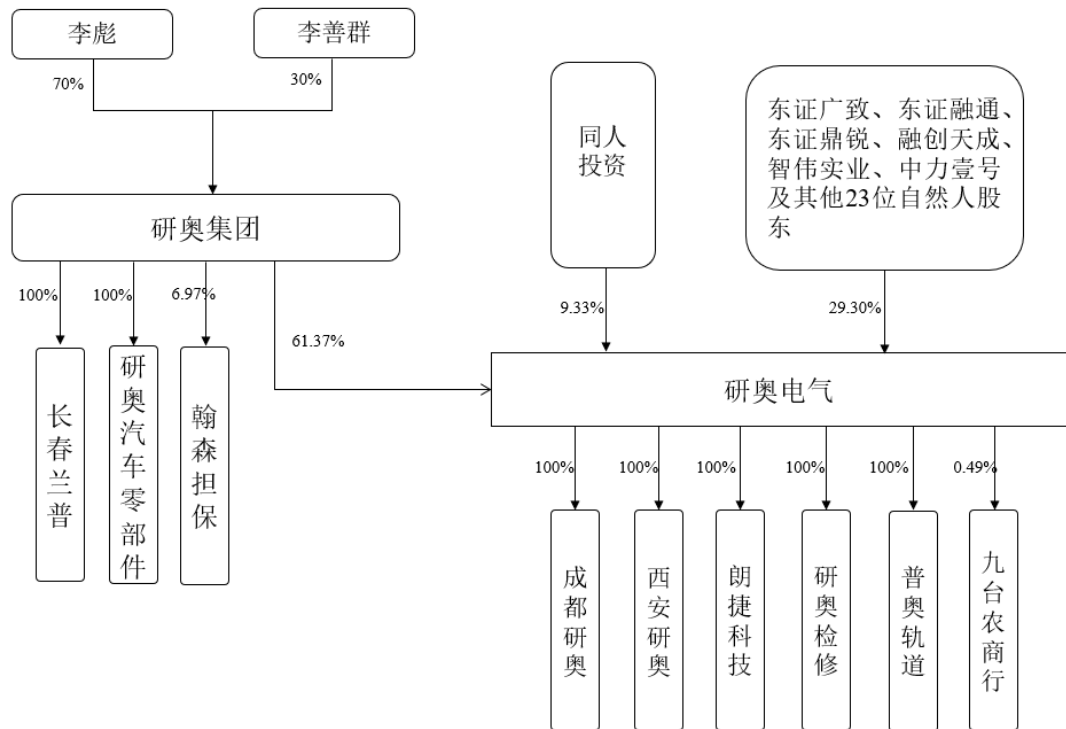 李彪
李善群
70%
30%
同人
投资
东证广致、东证融通、
东证鼎锐、融创天成、
智伟实业、中力壹号
及其他23位自然人股
东
研奥集团
100%
100%
6.97%
61.37%
9.33%
29.30%
长春兰普
研奥汽车零部件
翰森担保
研奥电气
100%
100%
100%
100%
100%
0.49%
成都研奥
西安研奥
朗捷科技
研奥检修
普奥轨道
九台农商行